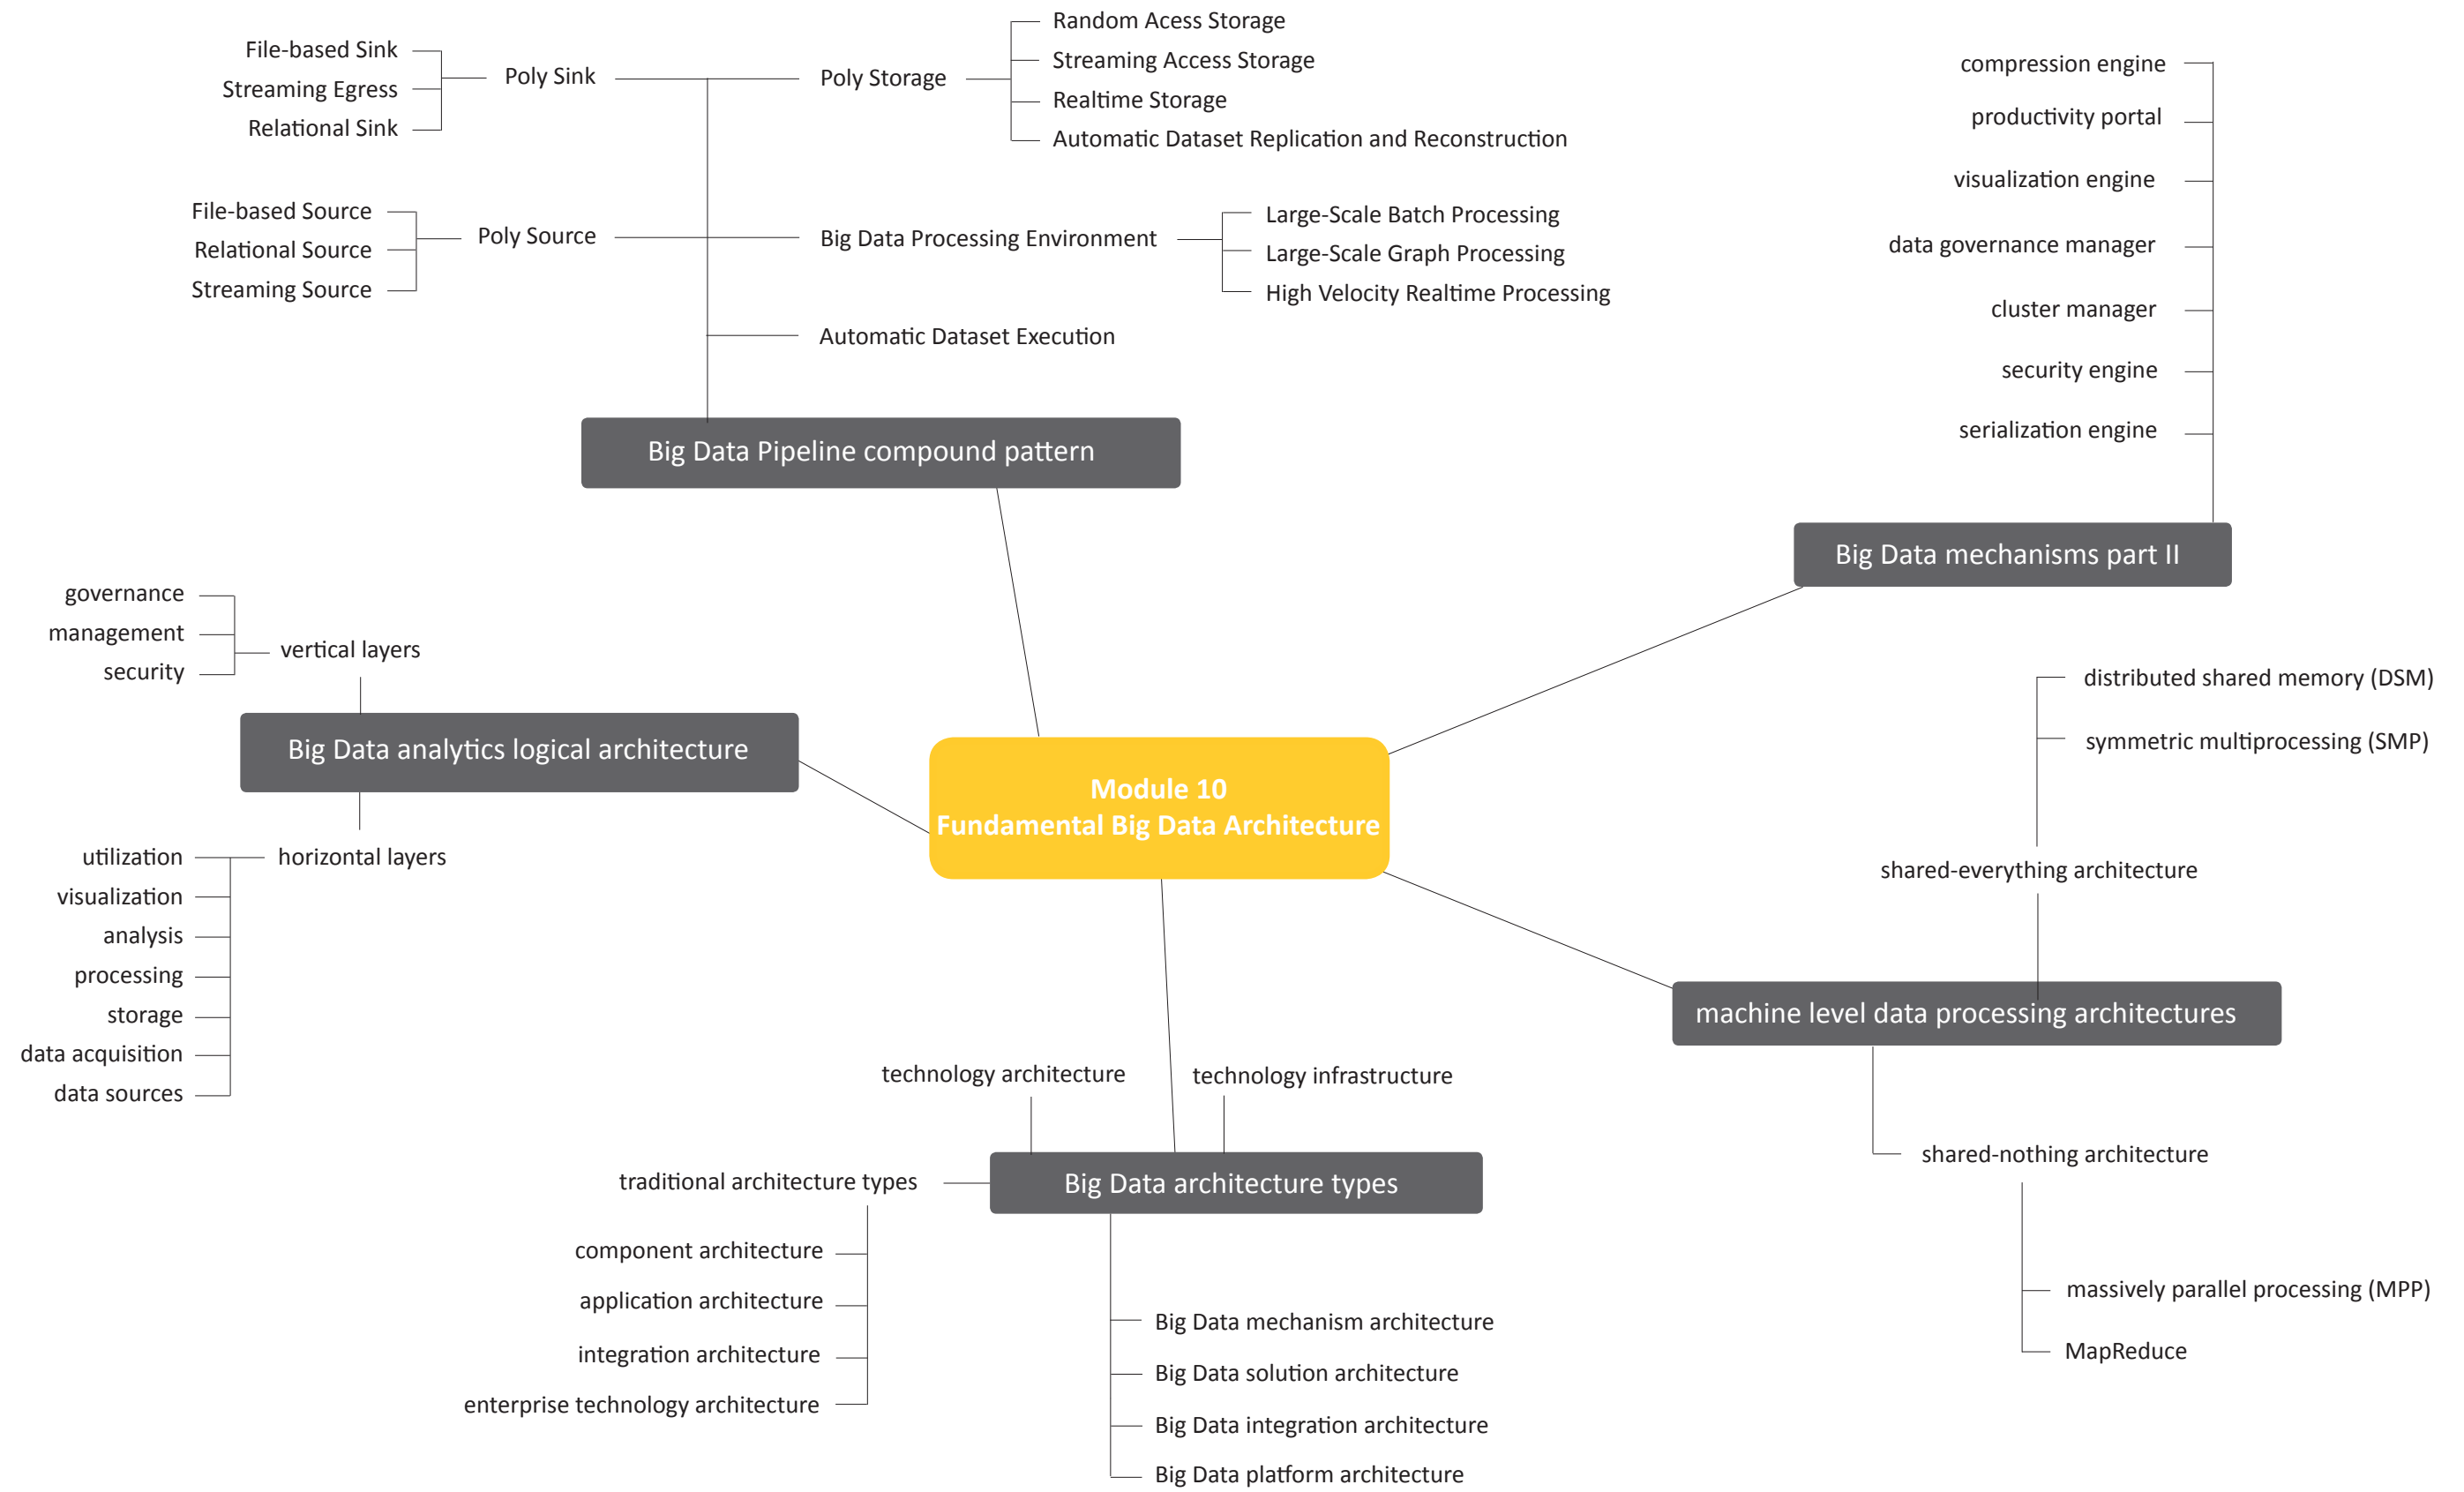 File-based Sink
Streaming Egress
Relational Sink
Poly Sink
Poly Storage
Random Acess Storage
Streaming Access Storage
Realtime Storage
Automatic Dataset Replication and Reconstruction
File-based Source
Relational Source
Streaming Source
Poly Source
Big Data Processing Environment
Large-Scale Batch Processing
Large-Scale Graph Processing
High Velocity Realtime Processing
Automatic Dataset Execution
Big Data Pipeline compound pattern
compression engine
productivity portal
visualization engine
data governance manager
cluster manager
security engine
serialization engine
Big Data mechanisms part II
governance
management
security
vertical layers
Big Data analytics logical architecture
horizontal layers
utilization
visualization
analysis
processing
storage
data acquisition
data sources
Module 10
Fundamental Big Data Architecture
distributed shared memory (DSM)
symmetric multiprocessing (SMP)
shared-everything architecture
machine level data processing architectures
shared-nothing architecture
massively parallel processing (MPP)
MapReduce
technology architecture
technology infrastructure
traditional architecture types
Big Data architecture types
component architecture
application architecture
integration architecture
enterprise technology architecture
Big Data mechanism architecture
Big Data solution architecture
Big Data integration architecture
Big Data platform architecture